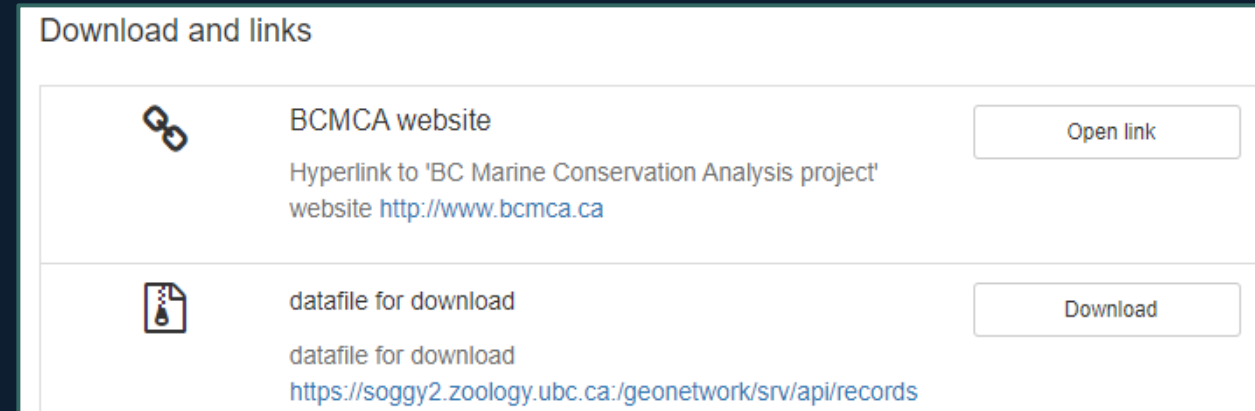 Download and links
BCMCA website
Open link
Hyperlink to 'BC Marine Conservation Analysis project'
website http://www.bcmca.ca
datafile for download
Download
datafile for download
https://soggy2.zoology.ubc.ca:/geonetwork/srv/api/records